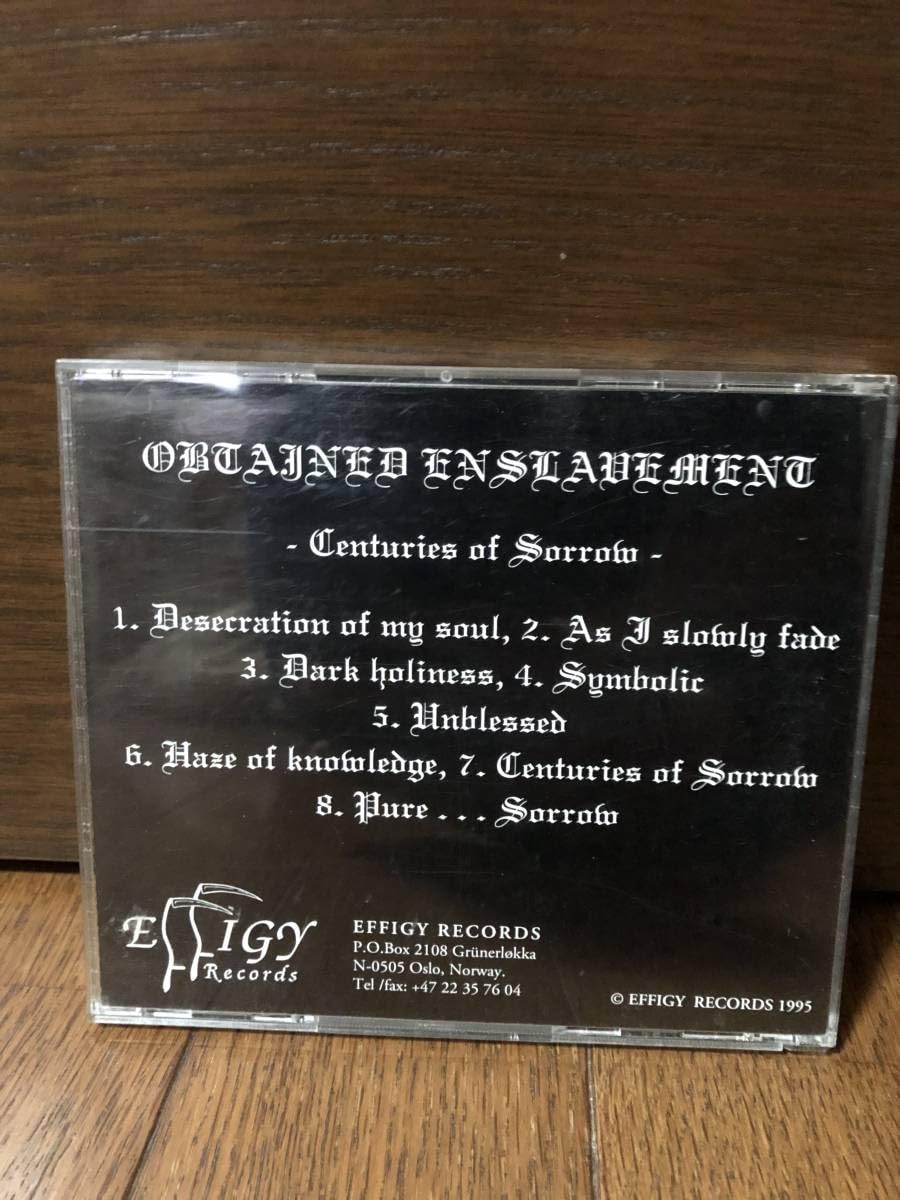 OBTAINED ENSLAVEMENT
- Centuries of Sorrow -
1. Desecration of my soul, 2. As I slowly fade
3. Dark holiness, 4. Symbolic
5. Unblessed
6. Haze of knowledge, 7. Centuries of Sorrow
8. Pure . . . Sorrow
EFFIGY
Records
EFFIGY RECORDS
P.O.Box 2108 Grünerløkka
N-0505 Oslo, Norway.
Tel /fax: +47 22 35 76 04
© EFFIGY RECORDS 1995